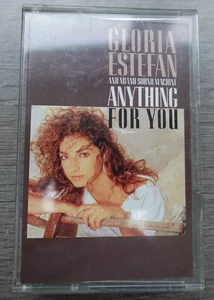 GLORIA
ESTEFAN
AND MIAMI SOUND MACHINE
ANYTHING
FOR YOU